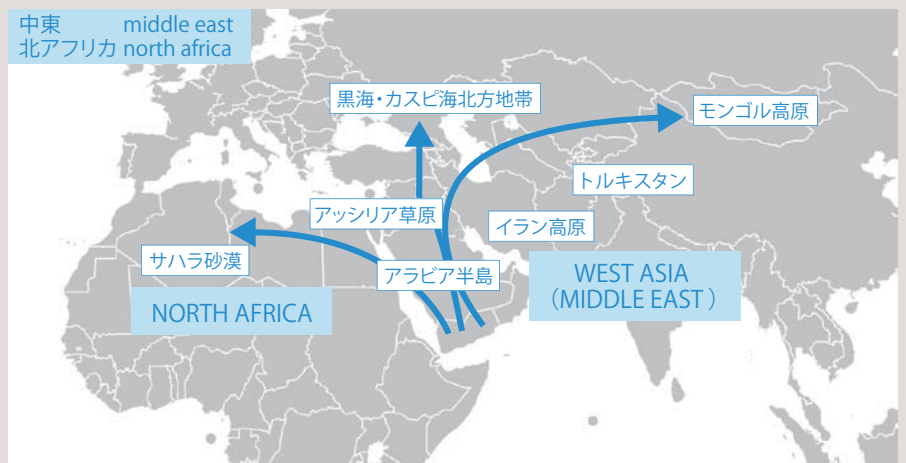 中東 middle east
北アフリカ north africa
黒海・カスピ海北方地帯
モンゴル高原
トルキスタン
アッシリア草原
イラン高原
サハラ砂漠
アラビア半島
WEST ASIA
（MIDDLE EAST）
NORTH AFRICA